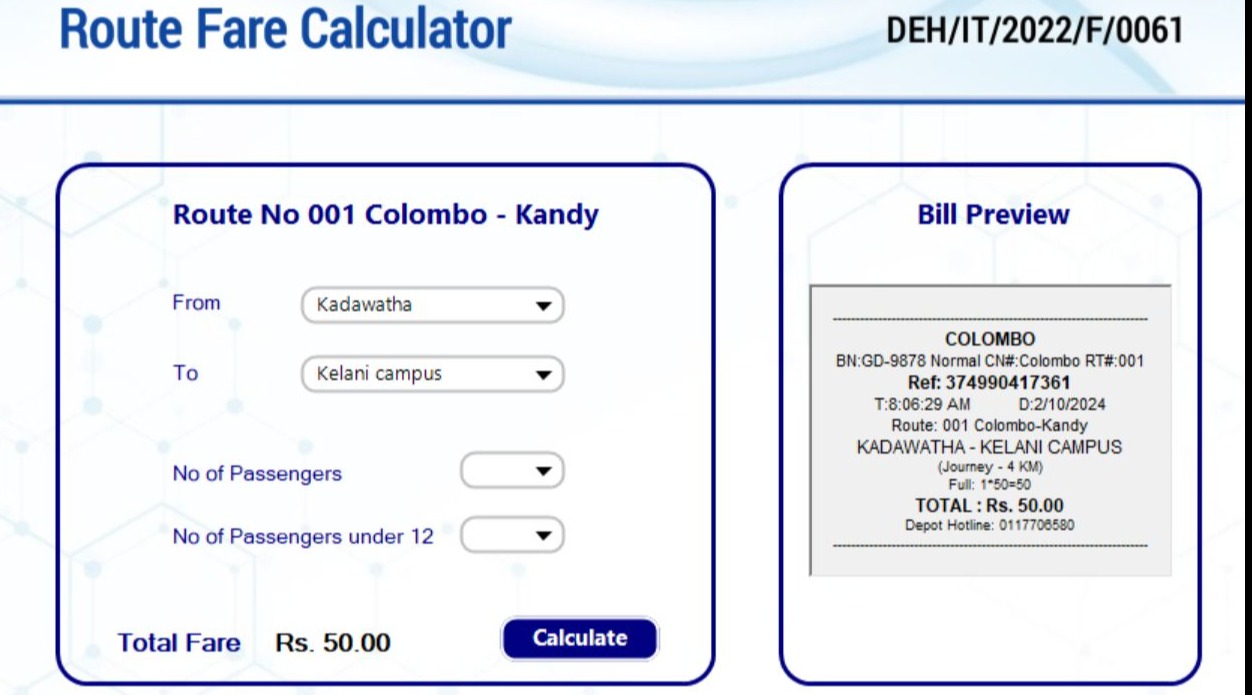 Route Fare Calculator
DEH/IT/2022/F/0061
Route No 001 Colombo - Kandy
From
Kadawatha
To
Kelani campus
No of Passengers
No of Passengers under 12
Total Fare
Rs. 50.00
Calculate
Bill Preview
COLOMBO
BN:GD-9878 Normal CN#:Colombo RT#:001
Ref: 374990417361
T:8:06:29 AM D:2/10/2024
Route: 001 Colombo-Kandy
KADAWATHA - KELANI CAMPUS
(Journey - 4 KM)
Full: 1*50=50
TOTAL : Rs. 50.00
Depot Hotline: 0117706580